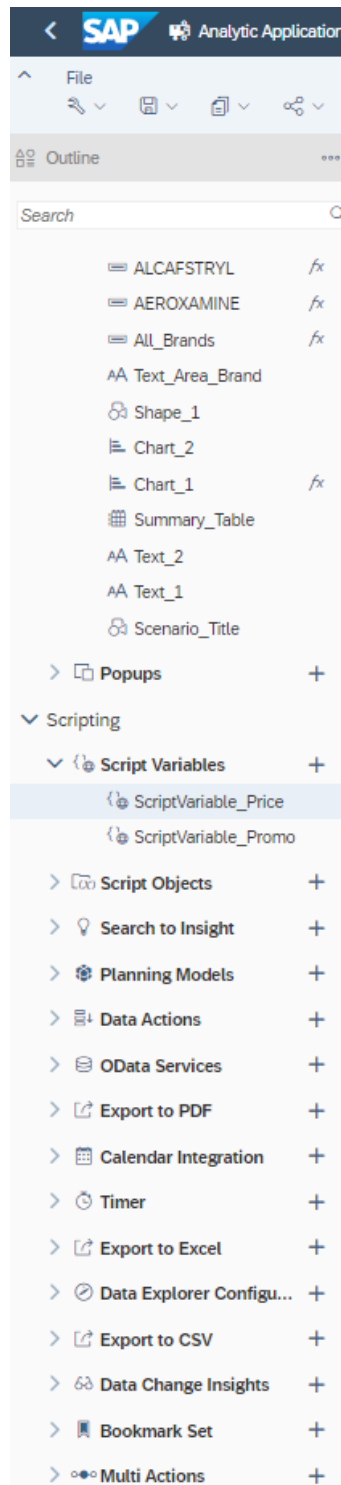 SAP Analytic Application
File
Outline
Search
ALCAFSTRYL fx
AEROXAMINE fx
All_Brands fx
AA Text_Area_Brand
Shape_1
Chart_2
Chart_1 fx
Summary_Table
AA Text_2
AA Text_1
Scenario_Title
Popups
Scripting
Script Variables
ScriptVariable_Price
ScriptVariable_Promo
Script Objects
Search to Insight
Planning Models
Data Actions
OData Services
Export to PDF
Calendar Integration
Timer
Export to Excel
Data Explorer Configu...
Export to CSV
Data Change Insights
Bookmark Set
Multi Actions